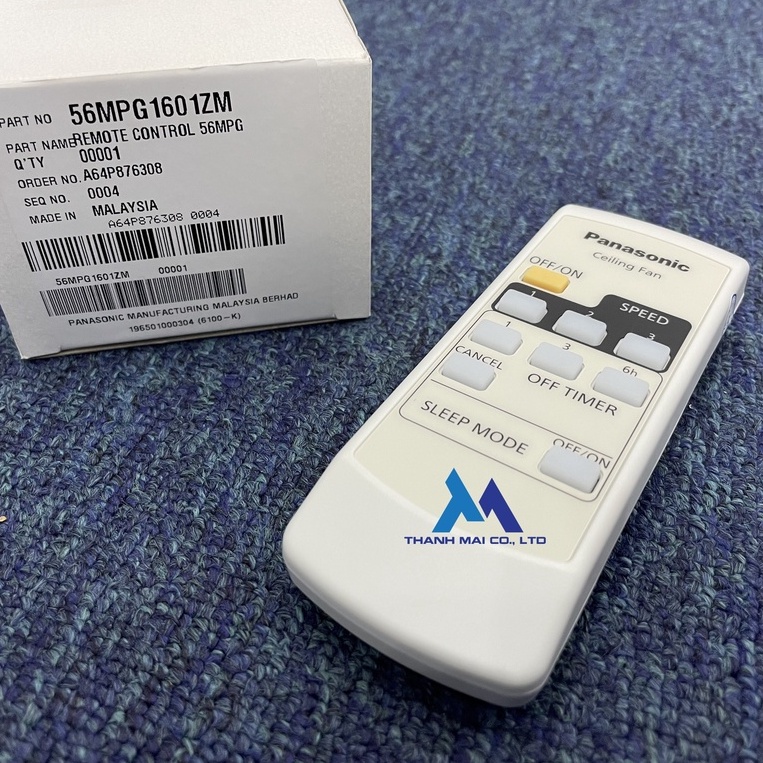 PART NO 56MPG1601ZM
PART NAME REMOTE CONTROL 56MPG
Q'TY 00001
ORDER NO. A64P876308
SEQ NO. 0004
MADE IN MALAYSIA
A64P876308 0004
56MPG1601ZM 00001
PANASONIC MANUFACTURING MALAYSIA BERHAD
196501000304 (6100-K)
Panasonic
Ceiling Fan
OFF/ON
SPEED
1 2 3
1 3 6h
CANCEL
OFF TIMER
SLEEP MODE
OFF/ON
THANH MAI CO., LTD